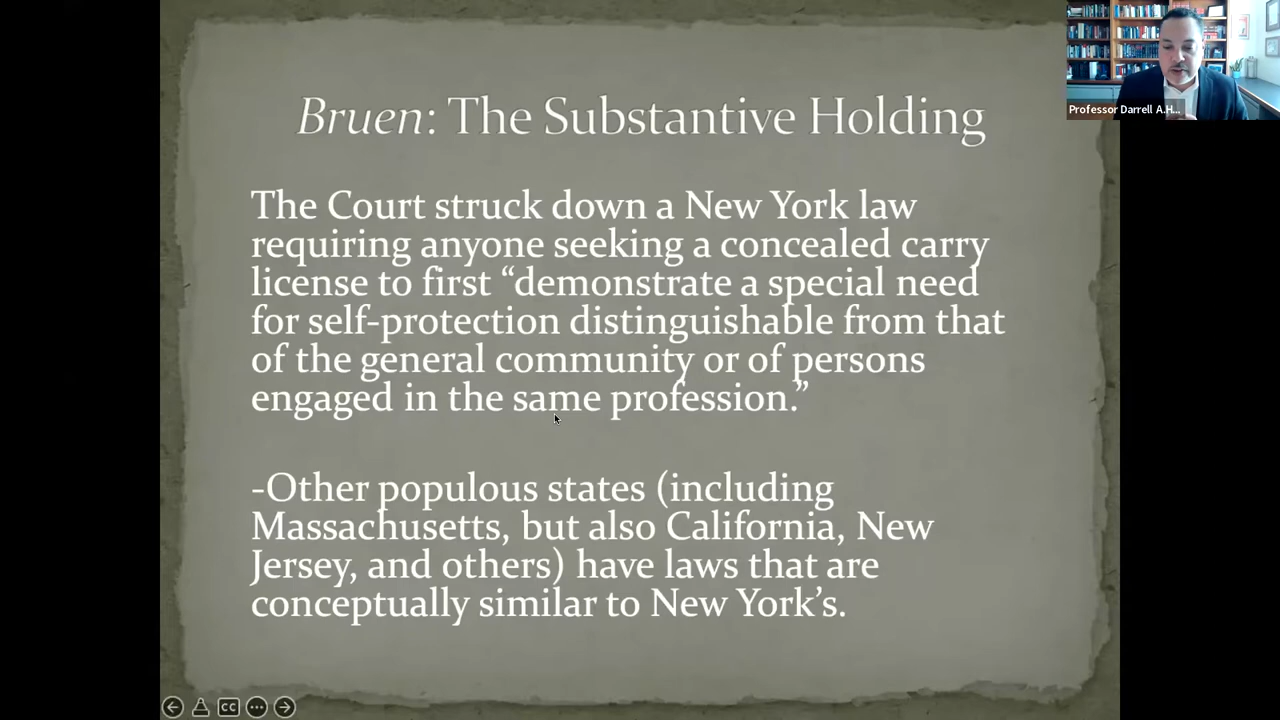 Bruen: The Substantive Holding
The Court struck down a New York law
requiring anyone seeking a concealed carry
license to first “demonstrate a special need
for self-protection distinguishable from that
of the general community or of persons
engaged in the same profession.”
-Other populous states (including
Massachusetts, but also California, New
Jersey, and others) have laws that are
conceptually similar to New York’s.
Professor Darrell A.H...
CC